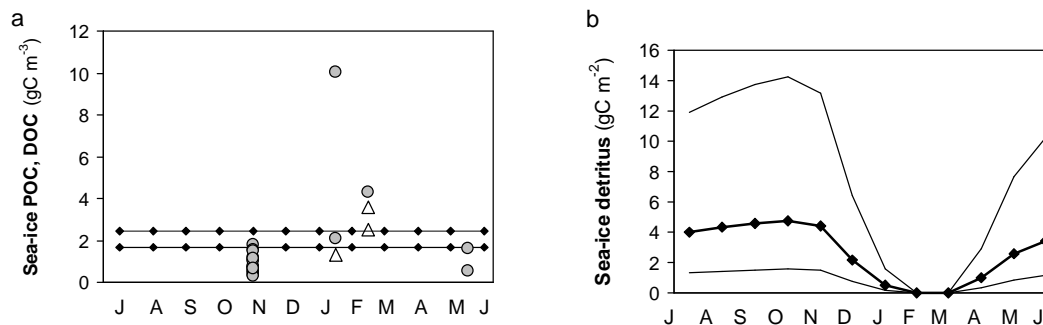 a
Sea-ice POC, DOC (gC m-3)
12
10
8
6
4
2
0
J A S O N D J F M A M J
b
Sea-ice detritus (gC m-2)
16
14
12
10
8
6
4
2
0
J A S O N D J F M A M J